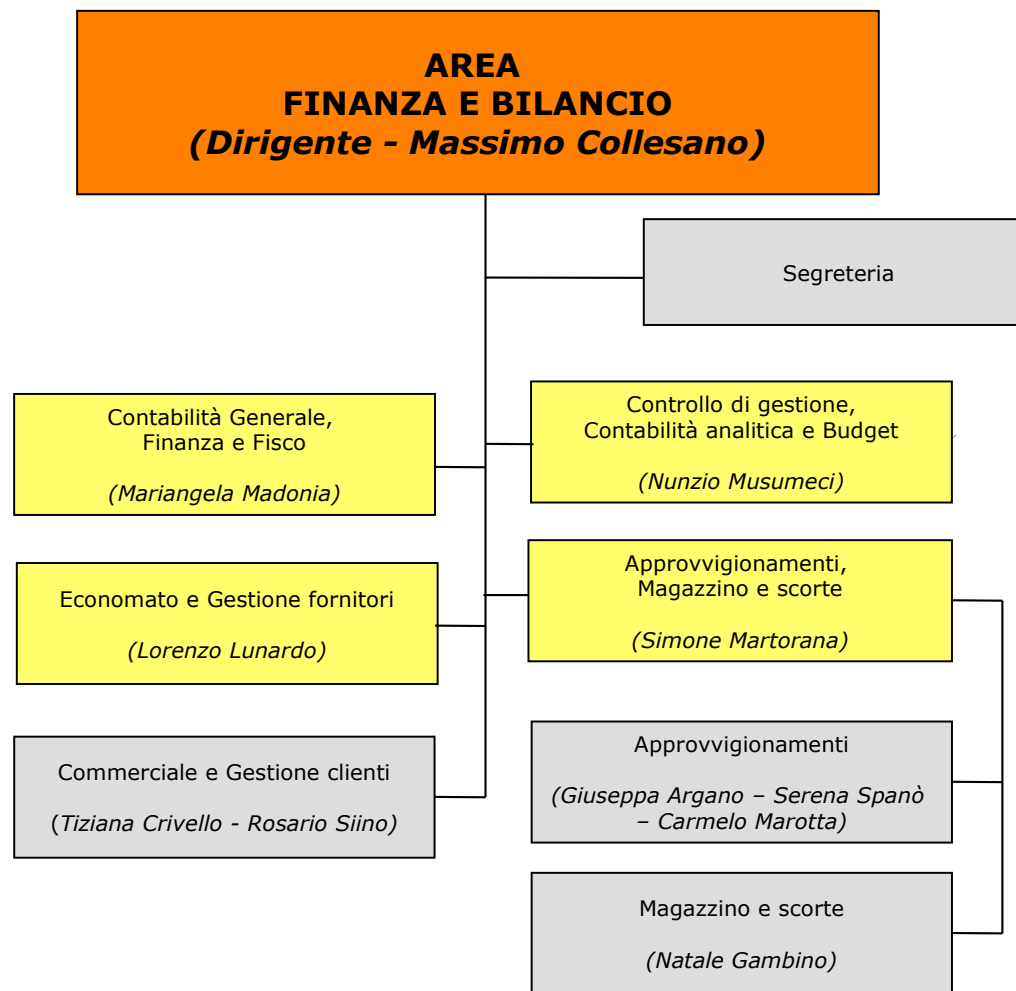 AREA
FINANZA E BILANCIO
(Dirigente - Massimo Collesano)
Segreteria
Contabilità Generale,
Finanza e Fisco
(Mariangela Madonia)
Controllo di gestione,
Contabilità analitica e Budget
(Nunzio Musumeci)
Economato e Gestione fornitori
(Lorenzo Lunardo)
Approvvigionamenti,
Magazzino e scorte
(Simone Martorana)
Commerciale e Gestione clienti
(Tiziana Crivello - Rosario Siino)
Approvvigionamenti
(Giuseppa Argano – Serena Spanò
– Carmelo Marotta)
Magazzino e scorte
(Natale Gambino)